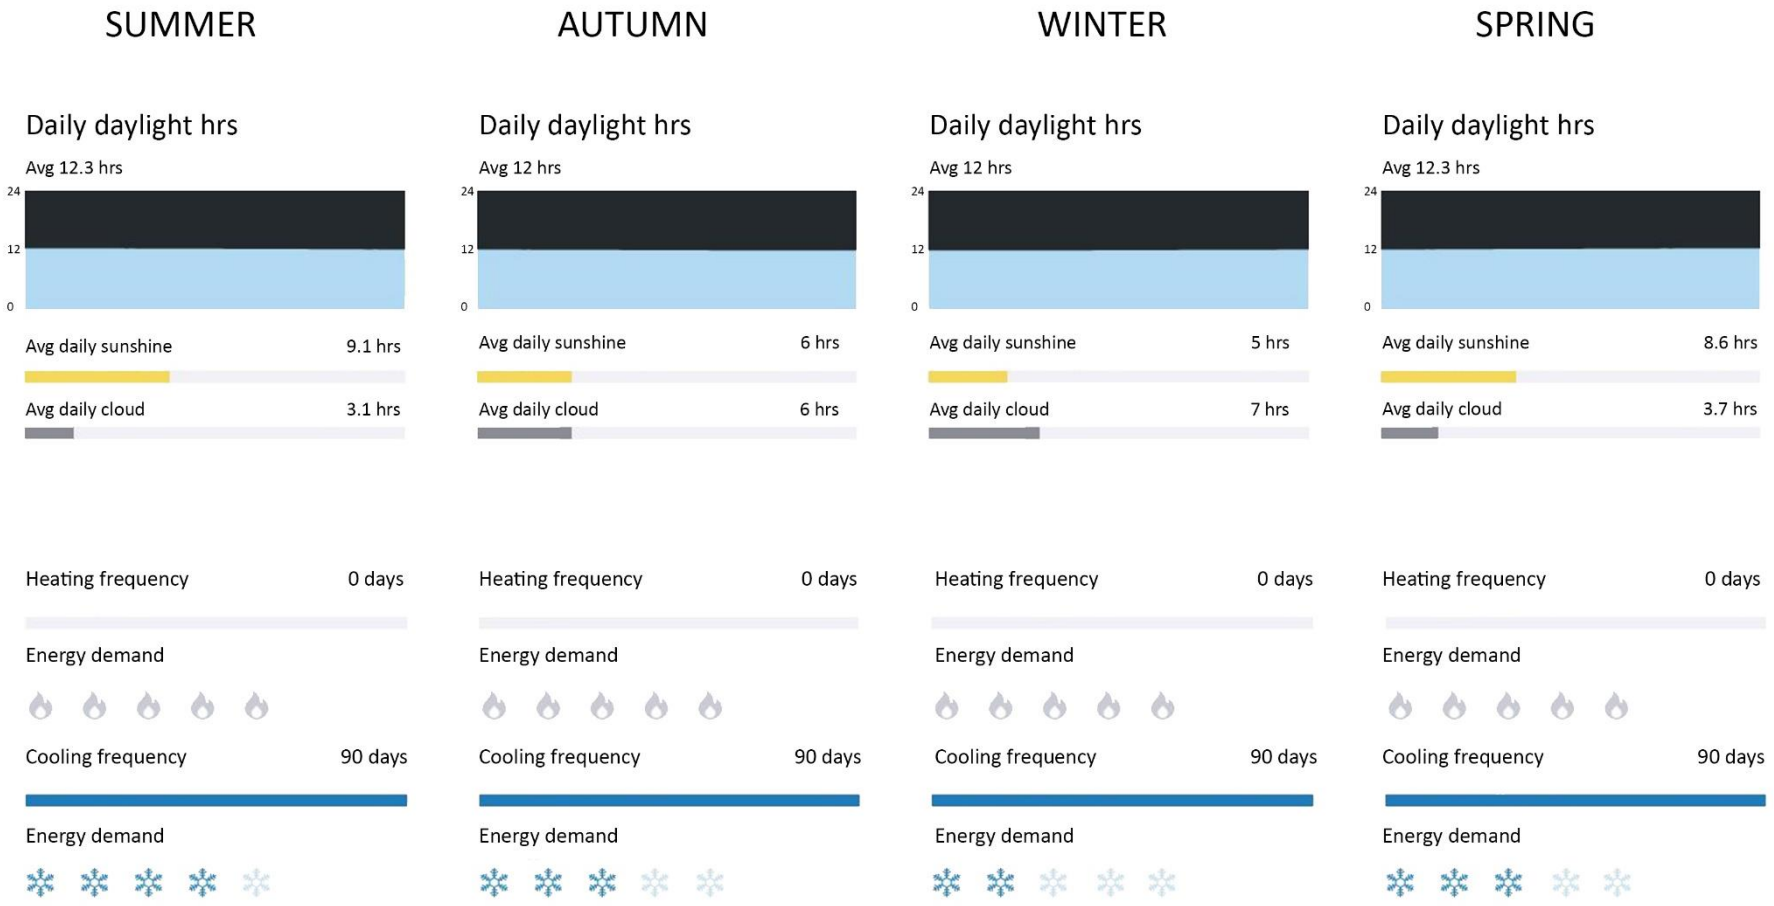 SUMMER
Daily daylight hrs
Avg 12.3 hrs
24
12
0
Avg daily sunshine 9.1 hrs
Avg daily cloud 3.1 hrs
Heating frequency 0 days
Energy demand
Cooling frequency 90 days
Energy demand
AUTUMN
Daily daylight hrs
Avg 12 hrs
24
12
0
Avg daily sunshine 6 hrs
Avg daily cloud 6 hrs
Heating frequency 0 days
Energy demand
Cooling frequency 90 days
Energy demand
WINTER
Daily daylight hrs
Avg 12 hrs
24
12
0
Avg daily sunshine 5 hrs
Avg daily cloud 7 hrs
Heating frequency 0 days
Energy demand
Cooling frequency 90 days
Energy demand
SPRING
Daily daylight hrs
Avg 12.3 hrs
24
12
0
Avg daily sunshine 8.6 hrs
Avg daily cloud 3.7 hrs
Heating frequency 0 days
Energy demand
Cooling frequency 90 days
Energy demand